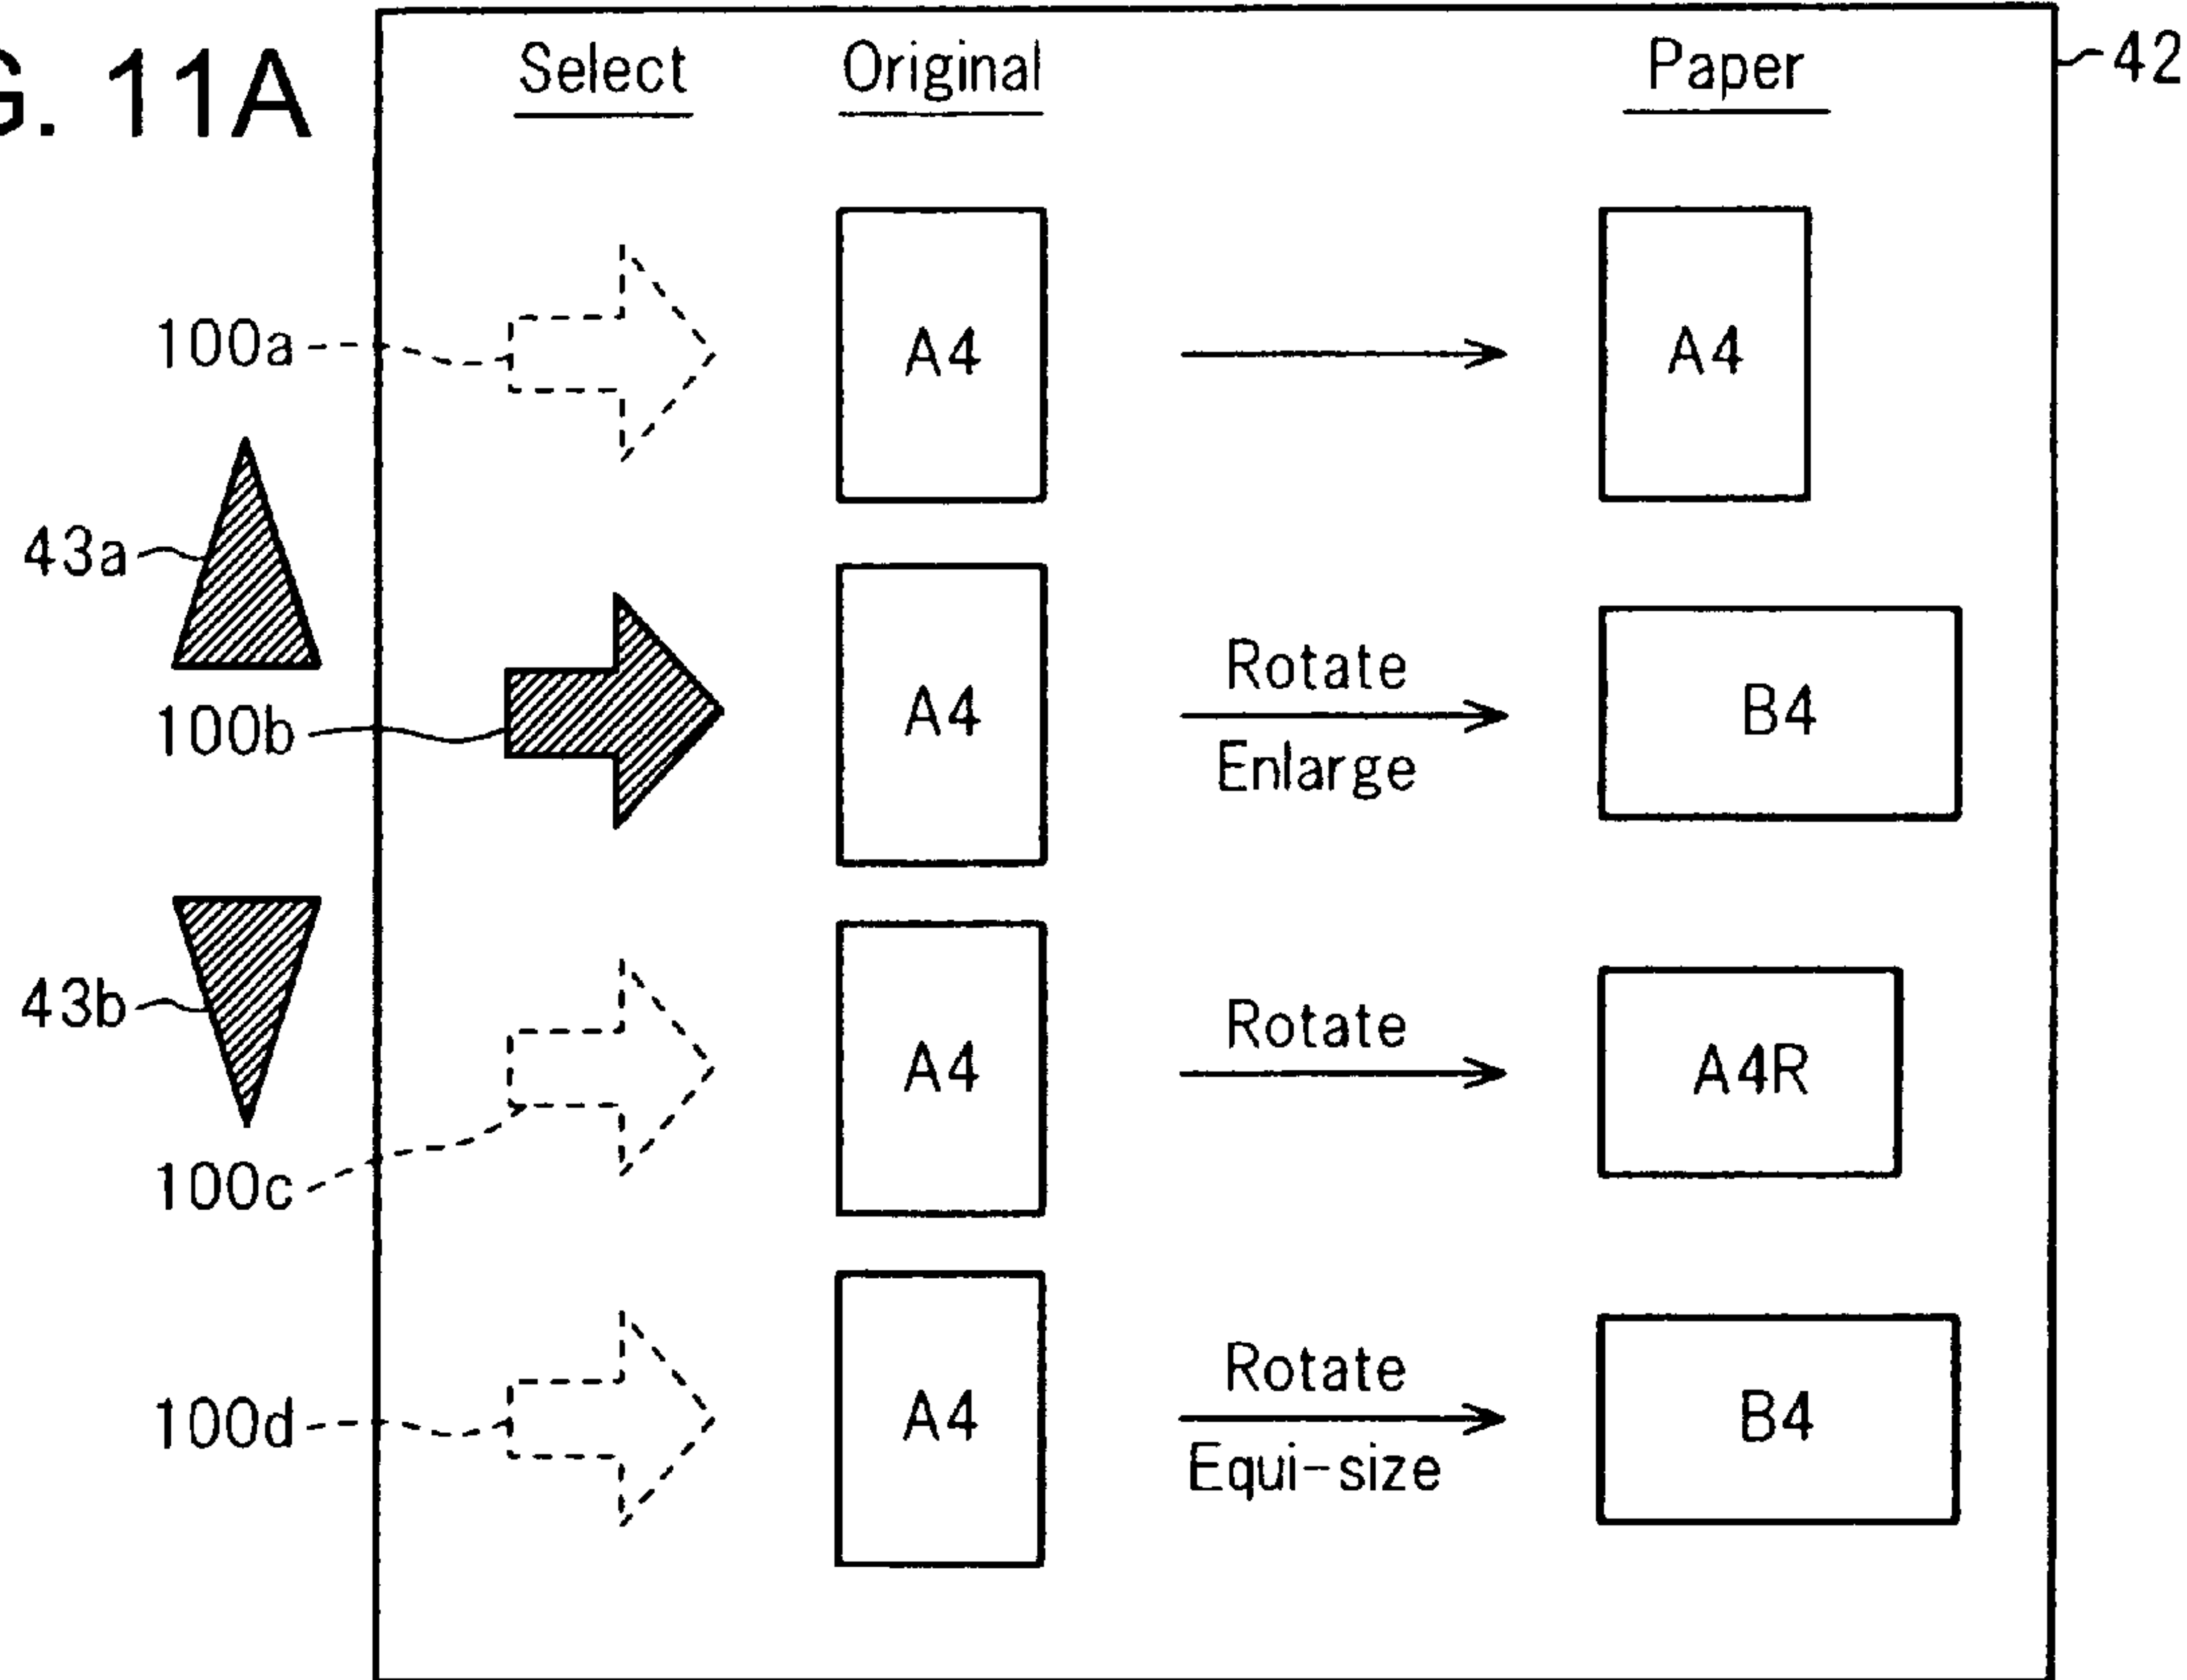 G. 11A
Select Original Paper
42
100a
A4
A4
43a
100b
A4
Rotate
Enlarge
B4
43b
100c
A4
Rotate
A4R
100d
A4
Rotate
Equi-size
B4